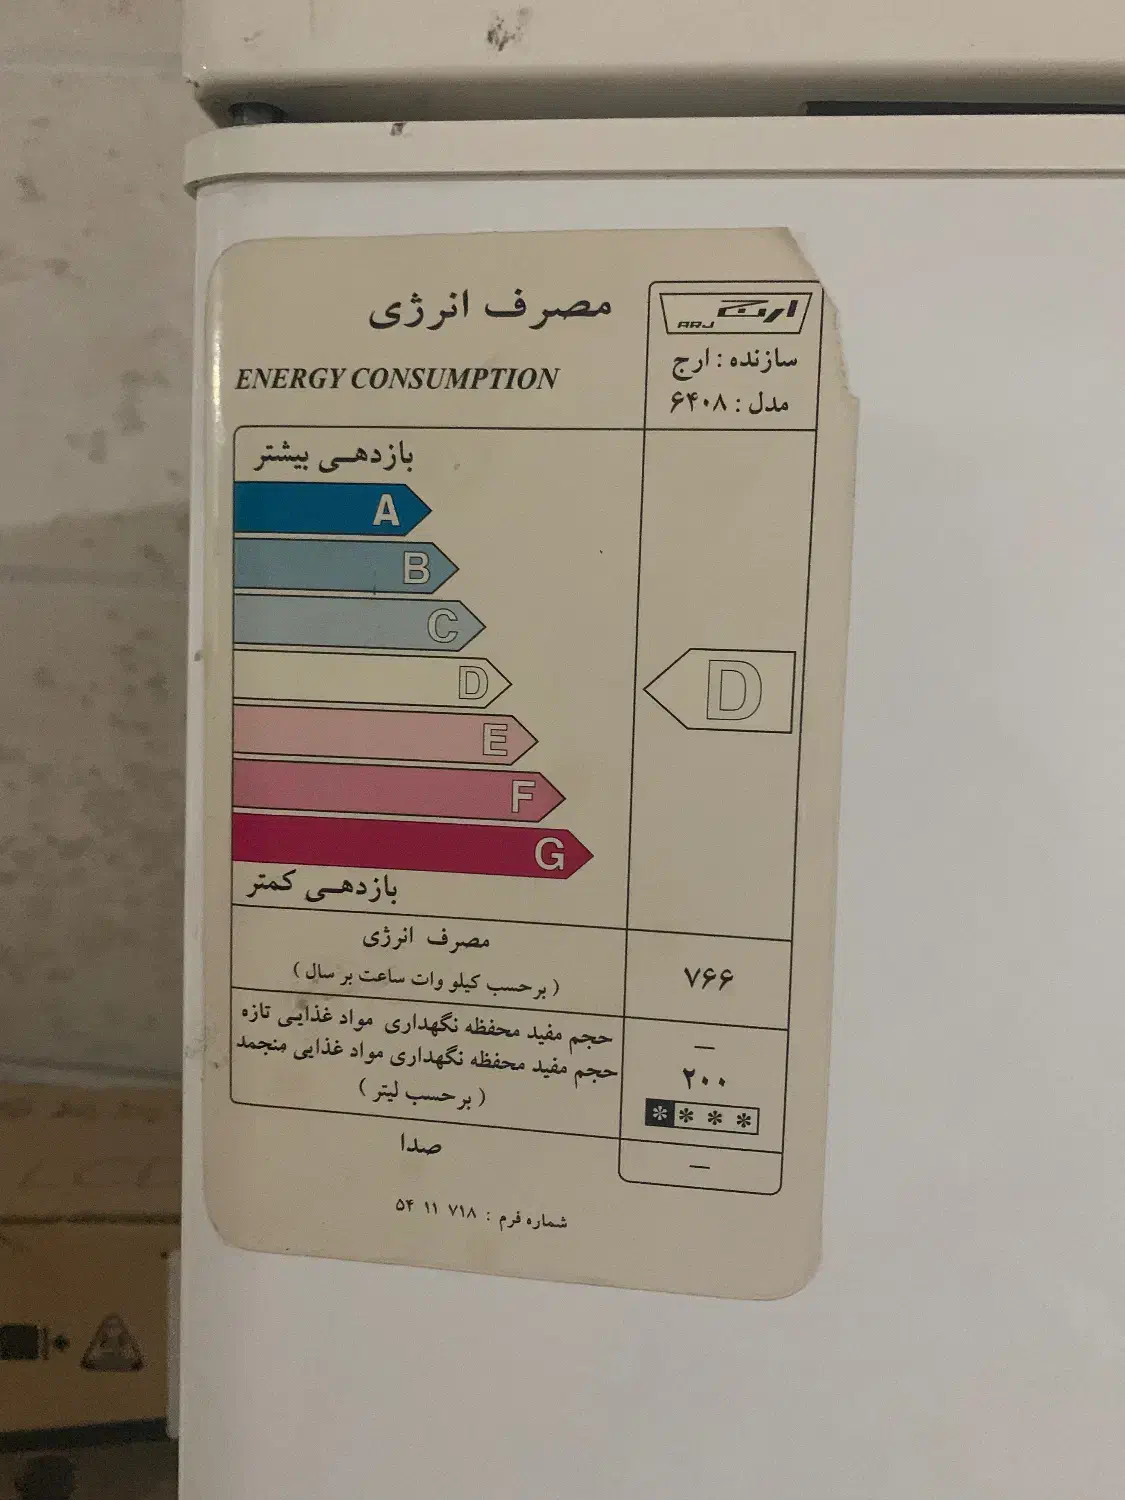 مصرف انرژی
ENERGY CONSUMPTION
ارج
ARJ
سازنده : ارج
مدل : ۶۴۰۸
بازدهی بیشتر
A
B
C
D
E
F
G
D
بازدهی کمتر
مصرف انرژی
( برحسب کیلو وات ساعت بر سال )
۷۶۶
حجم مفید محفظه نگهداری مواد غذایی تازه
—
حجم مفید محفظه نگهداری مواد غذایی منجمد
۲۰۰
( برحسب لیتر )
* * * *
صدا
—
شماره فرم : ۷۱۸ ۱۱ ۵۴